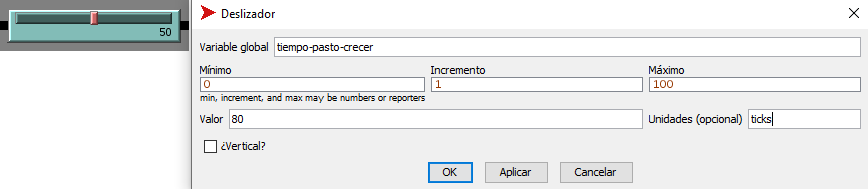 50
Deslizador
Variable global tiempo-pasto-crecer
Mínimo Incremento Máximo
0 1 100
min, increment, and max may be numbers or reporters
Valor 80 Unidades (opcional) ticks
¿Vertical?
OK Aplicar Cancelar